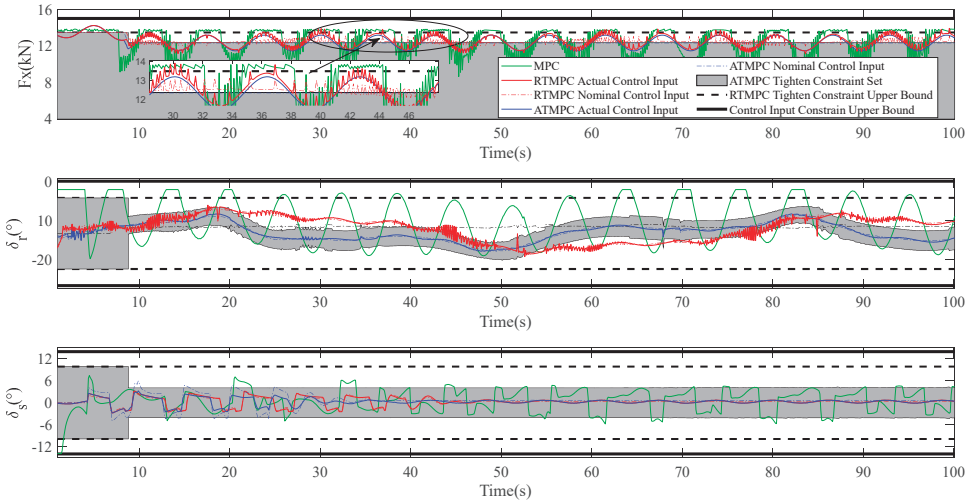 16
12
8
4
Fx(kN)
14
13
12
30 32 34 36 38 40 42 44 46
MPC
RTMPC Actual Control Input
RTMPC Nominal Control Input
ATMPC Actual Control Input
ATMPC Nominal Control Input
ATMPC Tighten Constraint Set
RTMPC Tighten Constraint Upper Bound
Control Input Constrain Upper Bound
10 20 30 40 50 60 70 80 90 100
Time(s)
0
10
-20
δr(°)
10 20 30 40 50 60 70 80 90 100
Time(s)
12
6
0
-6
-12
δs(°)
10 20 30 40 50 60 70 80 90 100
Time(s)